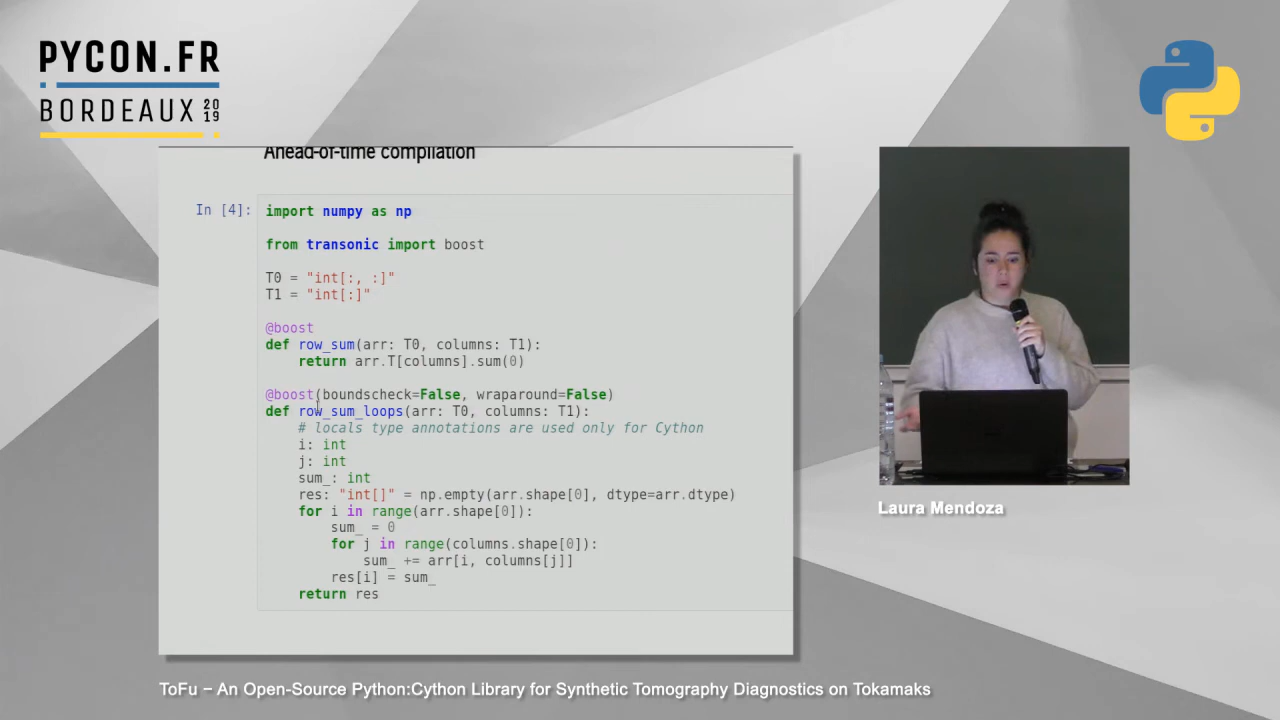 PYCON.FR
BORDEAUX 2019
Ahead-of-time compilation
In [4]:
import numpy as np
from transonic import boost
T0 = "int[:, :]"
T1 = "int[:]"
@boost
def row_sum(arr: T0, columns: T1):
return arr.T[columns].sum(0)
@boost(boundscheck=False, wraparound=False)
def row_sum_loops(arr: T0, columns: T1):
# locals type annotations are used only for Cython
i: int
j: int
sum_: int
res: "int[]" = np.empty(arr.shape[0], dtype=arr.dtype)
for i in range(arr.shape[0]):
sum_ = 0
for j in range(columns.shape[0]):
sum_ += arr[i, columns[j]]
res[i] = sum_
return res
Laura Mendoza
ToFu – An Open-Source Python:Cython Library for Synthetic Tomography Diagnostics on Tokamaks